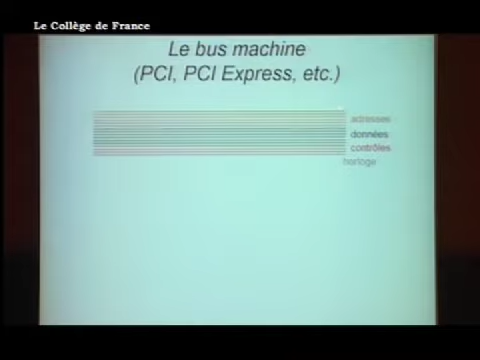 Le Collège de France
Le bus machine
(PCI, PCI Express, etc.)
adresses
données
contrôles
horloge